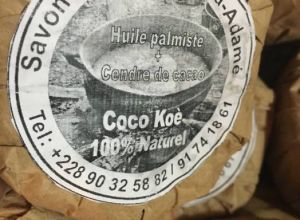 Savon
a-Adamé
Huile palmiste
+
Cendre de cacao
Coco Koè
100% Naturel
Tel: +228 90 32 58 82 / 91 74 18 61